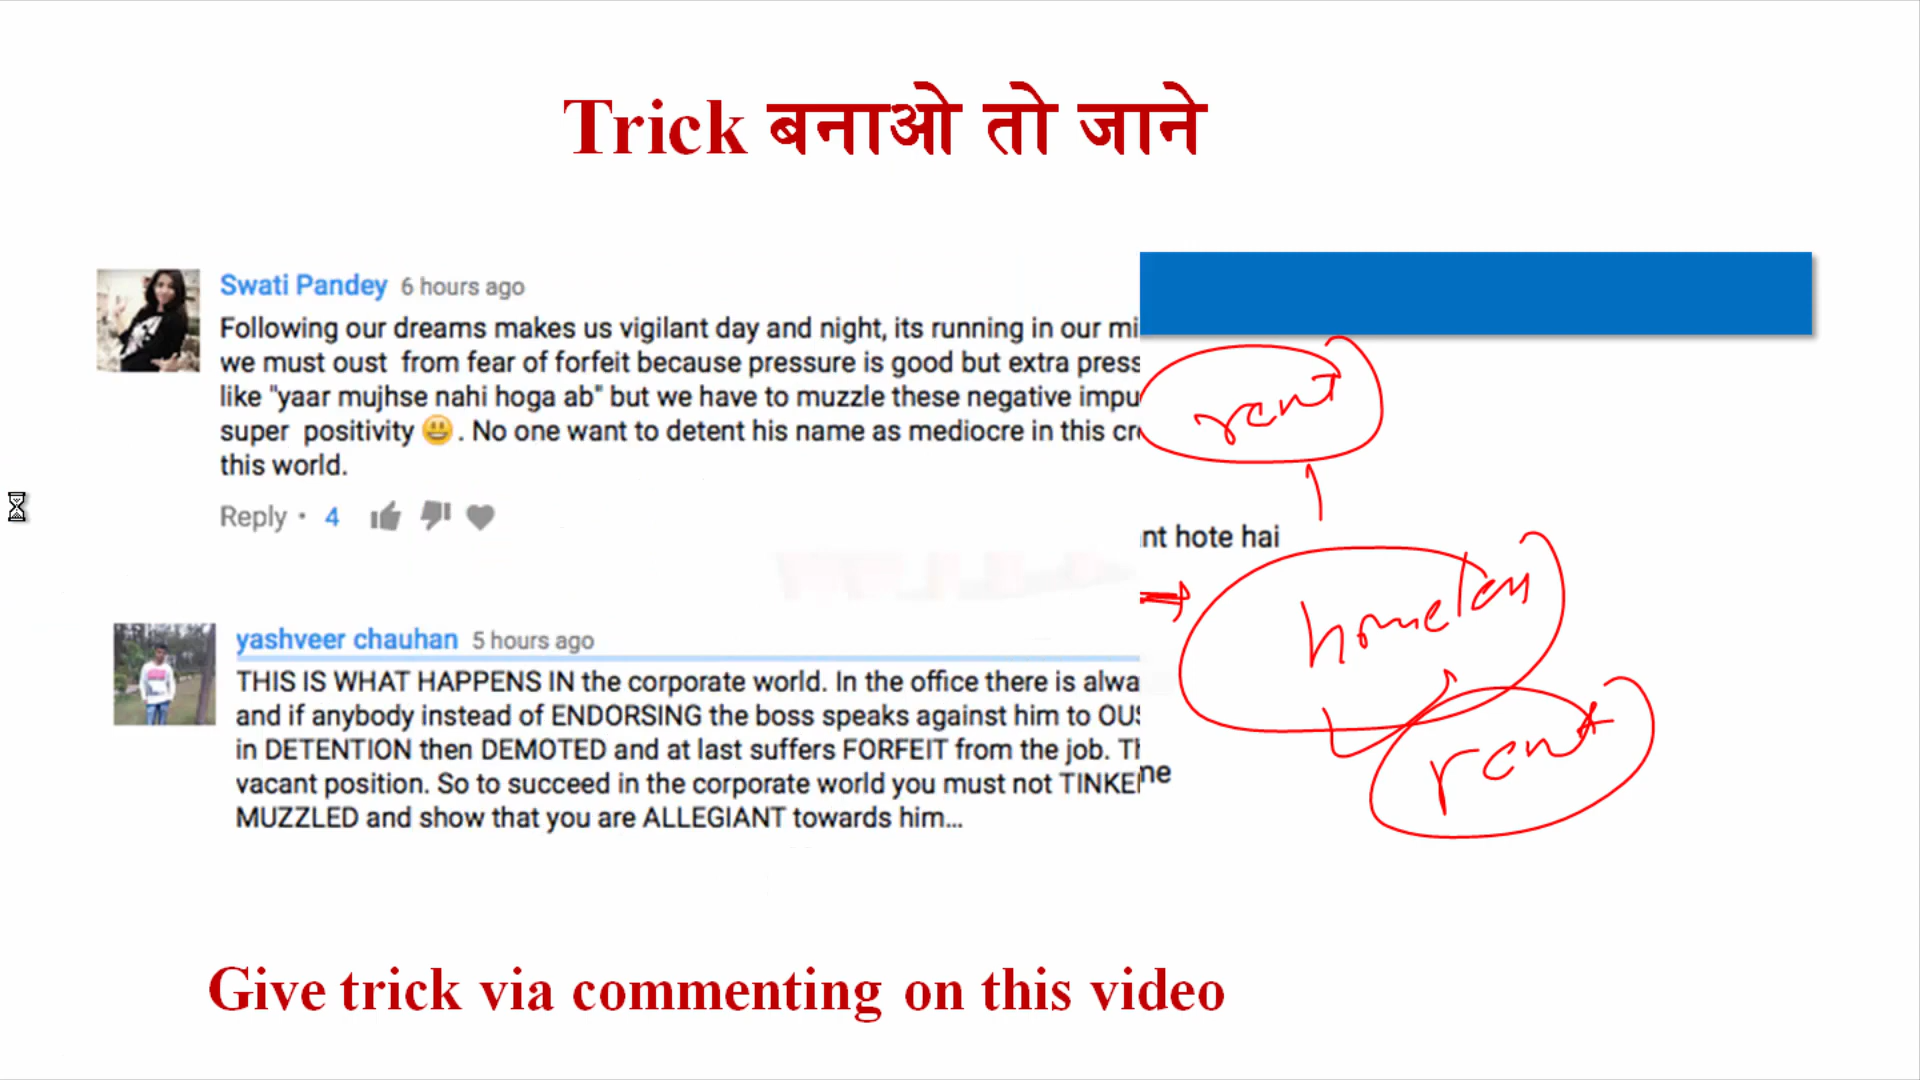 Trick बनाओ तो जाने
Swati Pandey 6 hours ago
Following our dreams makes us vigilant day and night, its running in our mi
we must oust from fear of forfeit because pressure is good but extra press
like "yaar mujhse nahi hoga ab" but we have to muzzle these negative impu
super positivity 😃 . No one want to detent his name as mediocre in this cr
this world.
Reply • 4
rent
nt hote hai
yashveer chauhan 5 hours ago
THIS IS WHAT HAPPENS IN the corporate world. In the office there is alwa
and if anybody instead of ENDORSING the boss speaks against him to OUS
in DETENTION then DEMOTED and at last suffers FORFEIT from the job. Th
vacant position. So to succeed in the corporate world you must not TINKE
me
MUZZLED and show that you are ALLEGIANT towards him...
rent
Give trick via commenting on this video